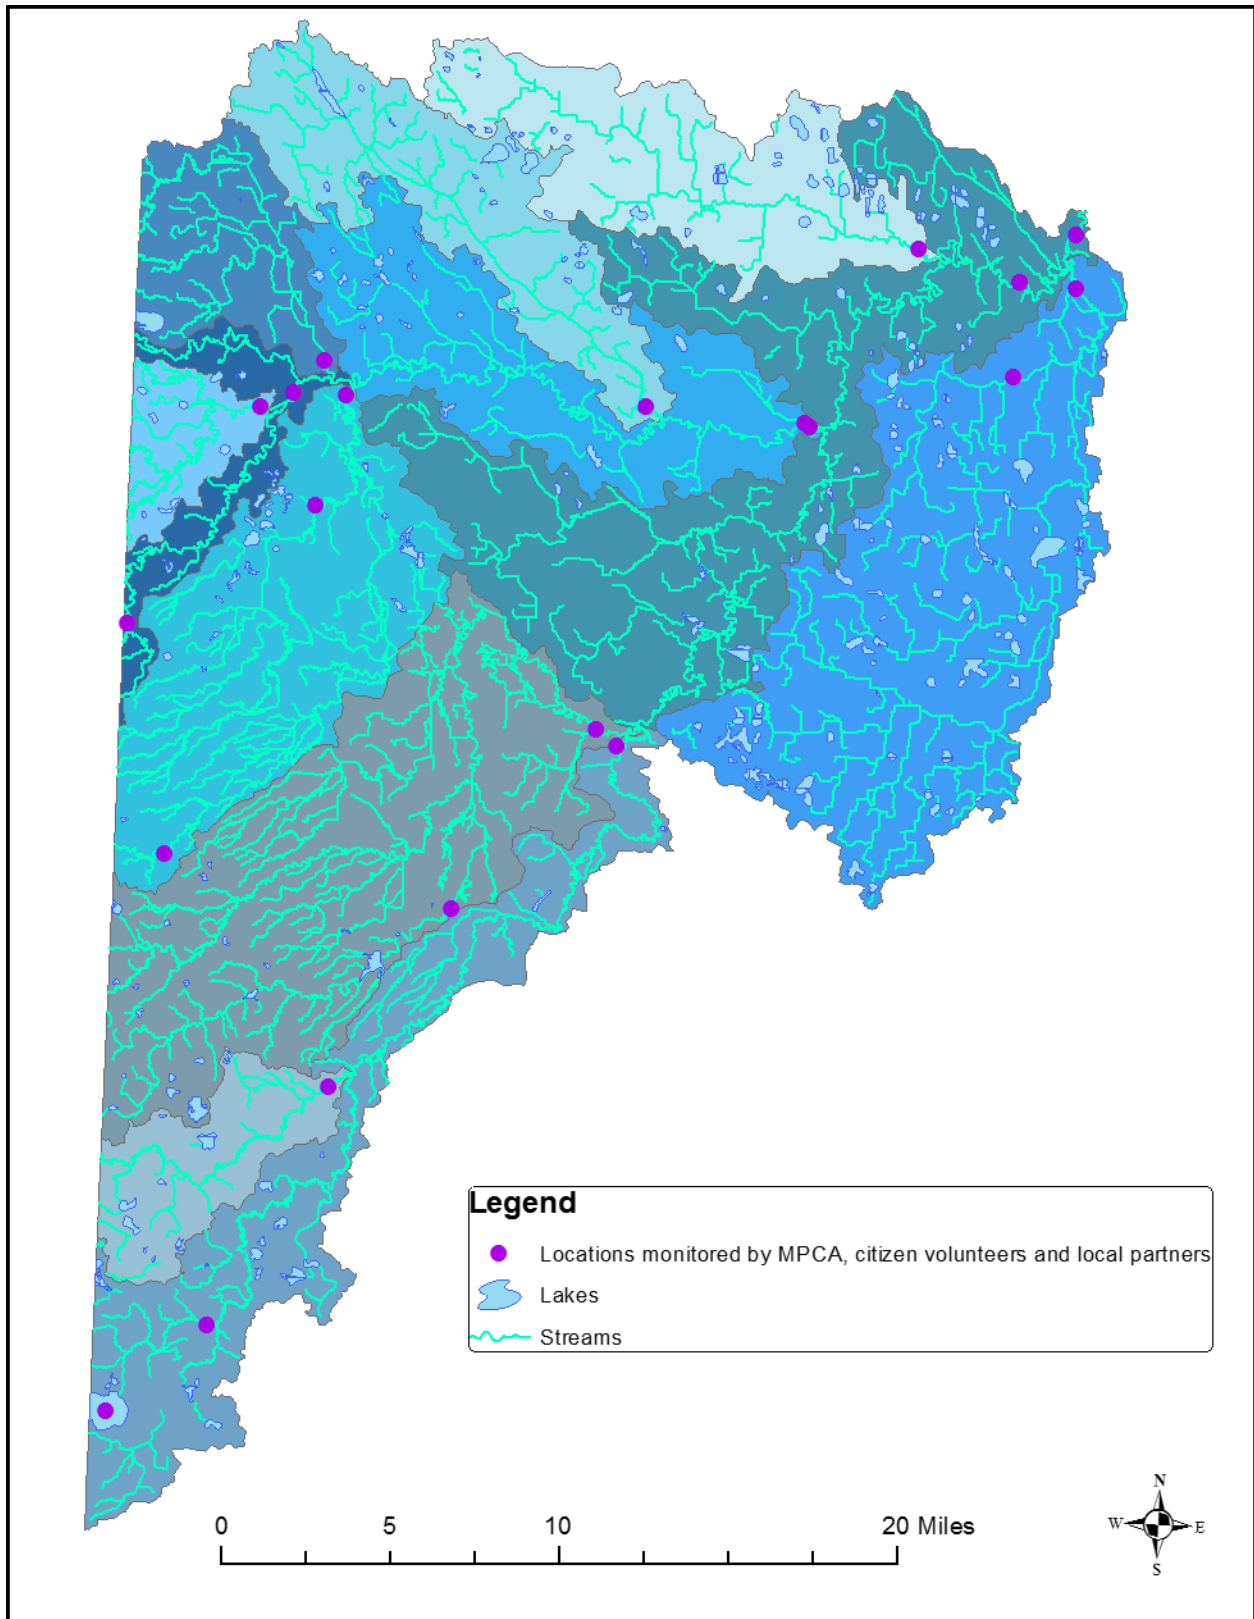 Legend
Locations monitored by MPCA, citizen volunteers and local partners
Lakes
Streams
0 5 10 20 Miles
N
W E
S